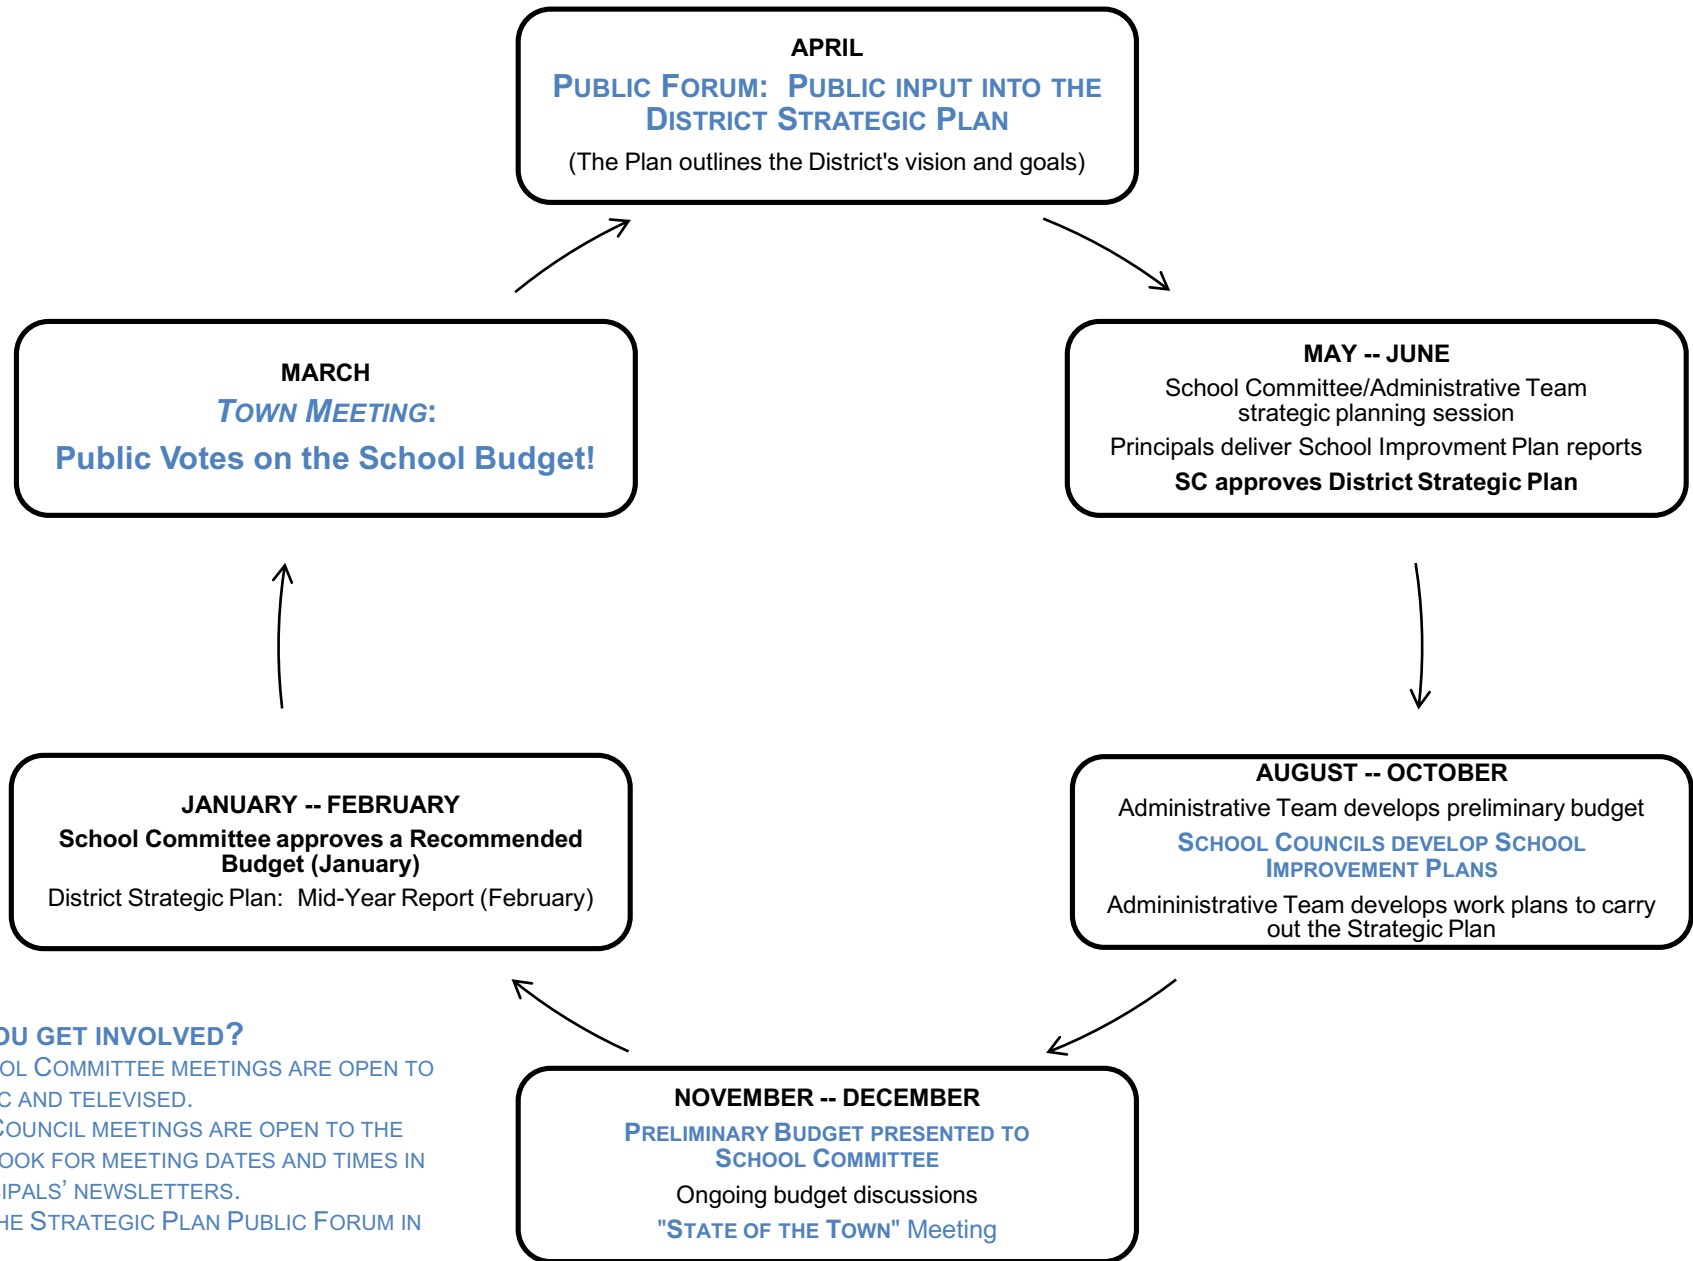 APRIL
PUBLIC FORUM: PUBLIC INPUT INTO THE
DISTRICT STRATEGIC PLAN
(The Plan outlines the District's vision and goals)
MARCH
TOWN MEETING:
Public Votes on the School Budget!
MAY -- JUNE
School Committee/Administrative Team
strategic planning session
Principals deliver School Improvment Plan reports
SC approves District Strategic Plan
JANUARY -- FEBRUARY
School Committee approves a Recommended
Budget (January)
District Strategic Plan: Mid-Year Report (February)
AUGUST -- OCTOBER
Administrative Team develops preliminary budget
SCHOOL COUNCILS DEVELOP SCHOOL
IMPROVEMENT PLANS
Admininistrative Team develops work plans to carry
out the Strategic Plan
NOVEMBER -- DECEMBER
PRELIMINARY BUDGET PRESENTED TO
SCHOOL COMMITTEE
Ongoing budget discussions
"STATE OF THE TOWN" Meeting
GET INVOLVED?
COMMITTEE MEETINGS ARE OPEN TO
AND TELEVISED.
COUNCIL MEETINGS ARE OPEN TO THE
LOOK FOR MEETING DATES AND TIMES IN
NEWSLETTERS.
THE STRATEGIC PLAN PUBLIC FORUM IN